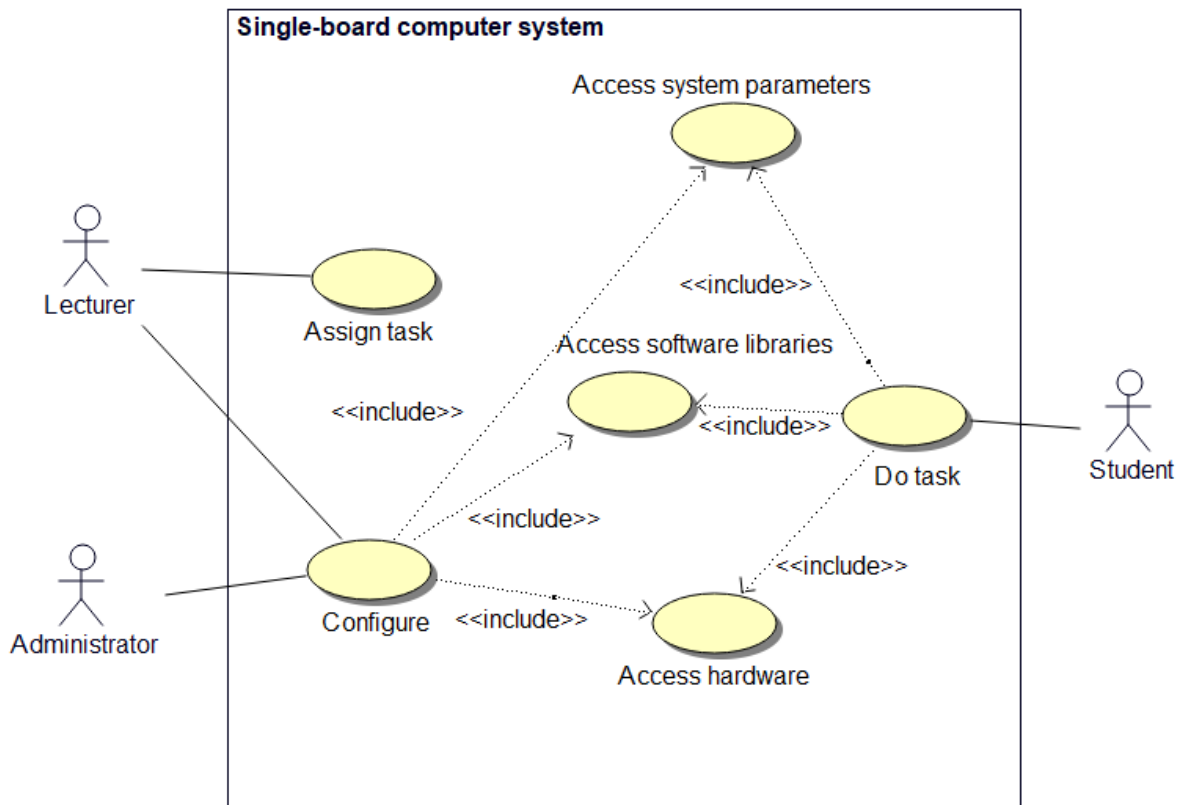 Single-board computer system
Access system parameters
Lecturer
<<include>>
Assign task
Access software libraries
<<include>>
<<include>>
Do task
Student
<<include>>
<<include>>
Administrator
Configure
<<include>>
Access hardware